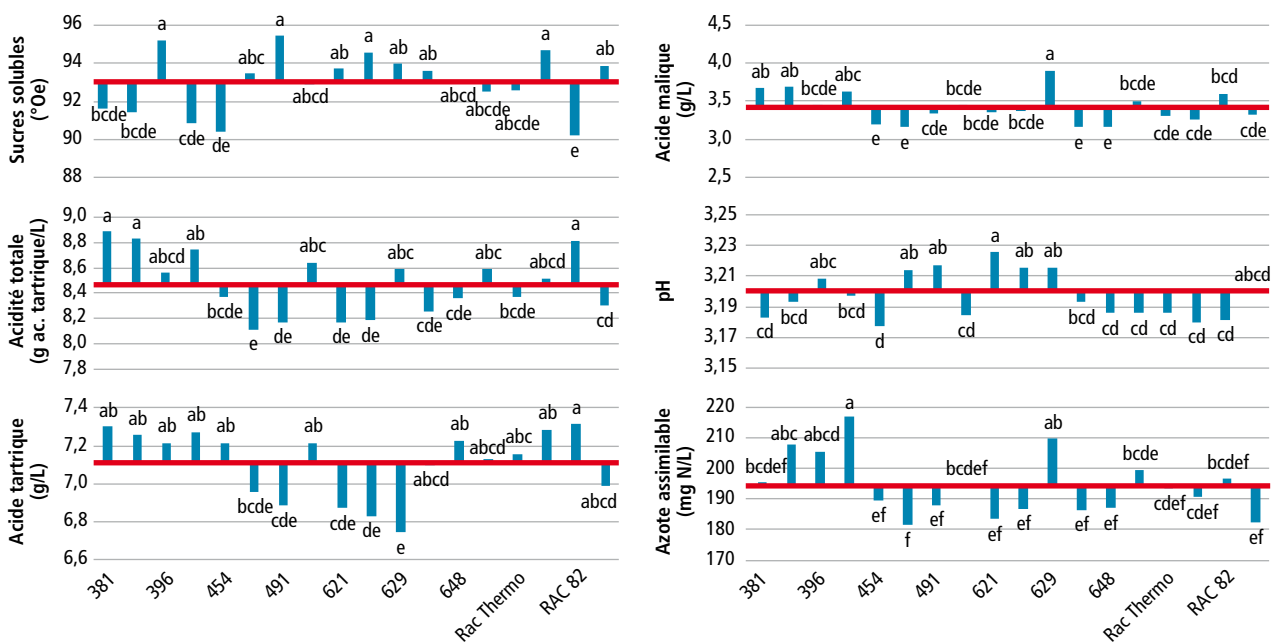 Sucres solubles
(°Oe)
96
94
92
90
88
bcde
bcde
a
cde
de
abc
a
abcd
ab
a
ab
ab
abcd
abcde
abcde
a
e
ab
Acidité totale
(g ac. tartrique/L)
9,0
8,8
8,6
8,4
8,2
8,0
7,8
a
a
abcd
ab
bcde
e
de
abc
de
de
abc
cde
cde
abc
bcde
abcd
a
cd
Acide tartrique
g/L)
7,4
7,2
7,0
6,8
6,6
ab
ab
ab
ab
ab
bcde
cde
ab
cde
de
e
abcd
ab
abcd
abc
ab
a
abcd
381
396
454
491
621
629
648
Rac Thermo
RAC 82
Acide malique
(g/L)
4,5
4,0
3,5
3,0
2,5
ab
ab
bcde
abc
e
e
cde
bcde
bcde
bcde
a
e
e
bcde
cde
cde
bcd
cde
pH
3,25
3,23
3,21
3,19
3,17
3,15
cd
bcd
abc
bcd
d
ab
ab
cd
a
ab
ab
bcd
cd
cd
cd
cd
cd
abcd
Azote assimilable
(mg N/L)
220
210
200
190
180
170
bcdef
abc
abcd
a
ef
f
ef
bcdef
ef
ef
ab
ef
ef
bcde
cdef
cdef
bcdef
ef
381
396
454
491
621
629
648
Rac Thermo
RAC 82